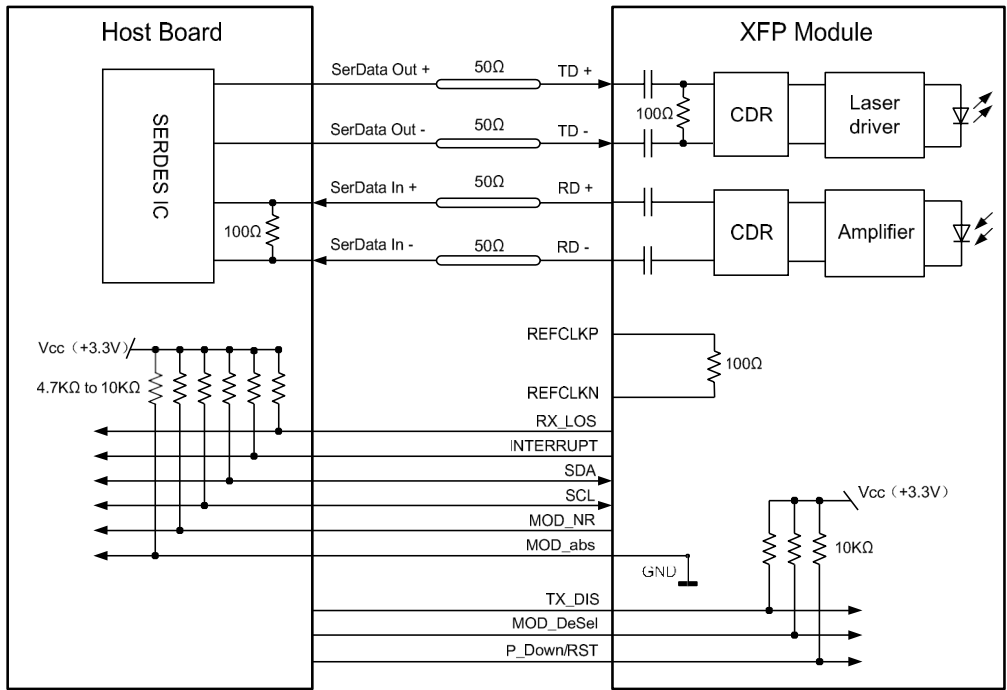 Host Board
XFP Module
SerData Out +
50Ω
TD +
SERDES IC
100Ω
CDR
Laser
driver
SerData Out -
50Ω
TD -
SerData In +
50Ω
RD +
100Ω
SerData In -
50Ω
RD -
CDR
Amplifier
REFCLKP
100Ω
REFCLKN
Vcc（+3.3V）
4.7KΩ to 10KΩ
RX_LOS
INTERRUPT
SDA
SCL
MOD_NR
MOD_abs
GND
Vcc（+3.3V）
10KΩ
TX_DIS
MOD_DeSel
P_Down/RST